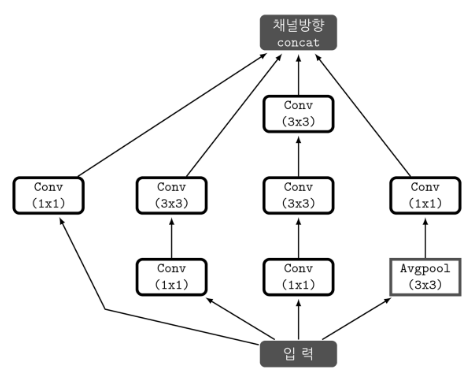 채널방향
concat
Conv
(3x3)
Conv
(1x1)
Conv
(3x3)
Conv
(3x3)
Conv
(1x1)
Conv
(1x1)
Conv
(1x1)
Avgpool
(3x3)
입 력